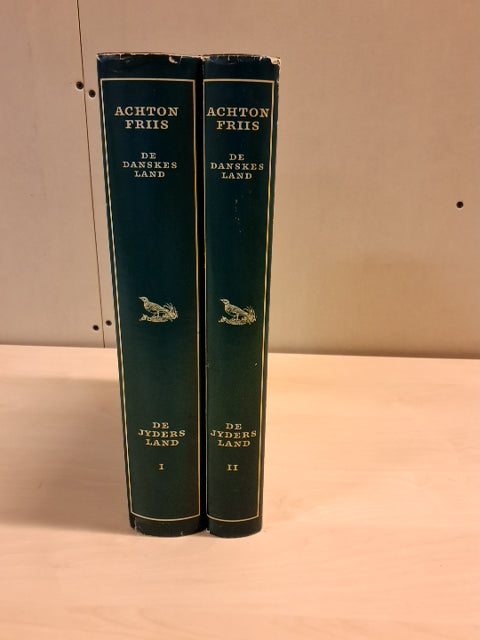 ACHTON
FRIIS
DE
DANSKES
LAND
DE
JYDERS
LAND
I
ACHTON
FRIIS
DE
DANSKES
LAND
DE
JYDERS
LAND
II